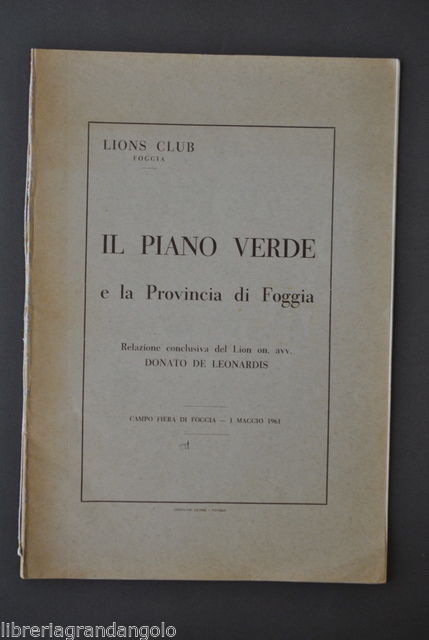 LIONS CLUB
FOGGIA
IL PIANO VERDE
e la Provincia di Foggia
Relazione conclusiva del Lion on. avv.
DONATO DE LEONARDIS
CAMPO FIERA DI FOGGIA — 1 MAGGIO 1961
libreriagrandangolo